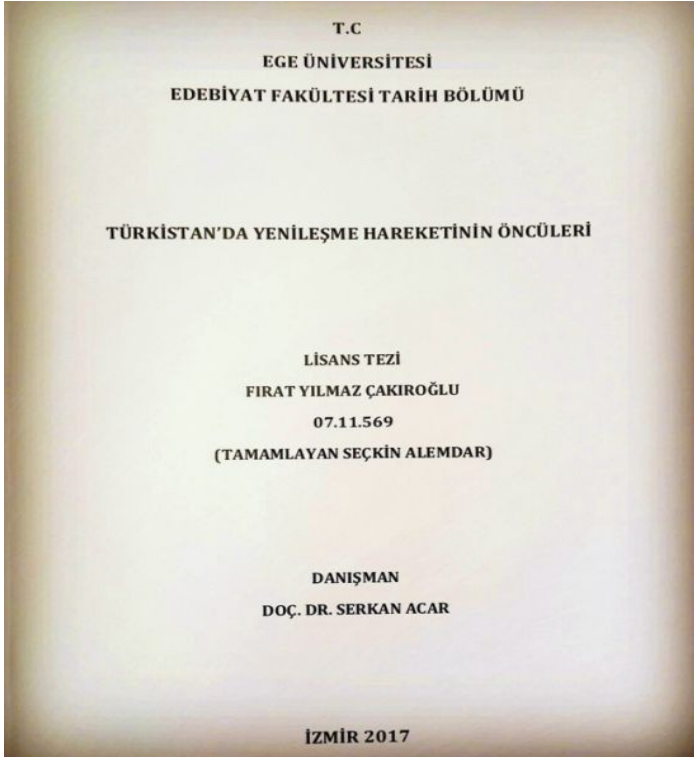 T.C
EGE ÜNİVERSİTESİ
EDEBİYAT FAKÜLTESİ TARİH BÖLÜMÜ
TÜRKİSTAN’DA YENİLEŞME HAREKETİNİN ÖNCÜLERİ
LİSANS TEZİ
FIRAT YILMAZ ÇAKIROĞLU
07.11.569
(TAMAMLAYAN SEÇKİN ALEMDAR)
DANIŞMAN
DOÇ. DR. SERKAN ACAR
İZMİR 2017